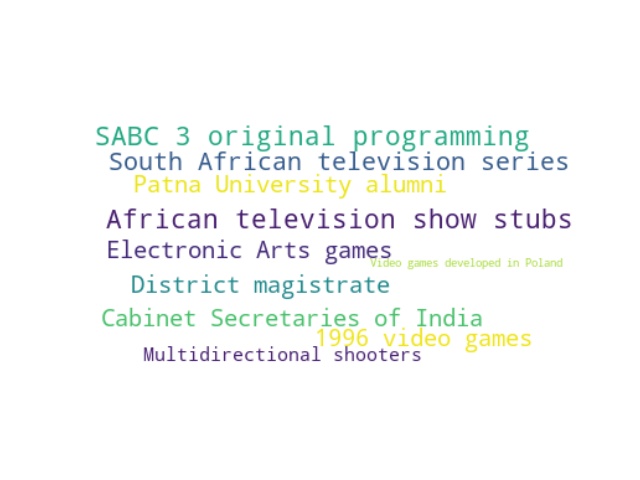 SABC 3 original programming
South African television series
Patna University alumni
African television show stubs
Electronic Arts games
Video games developed in Poland
District magistrate
Cabinet Secretaries of India
1996 video games
Multidirectional shooters